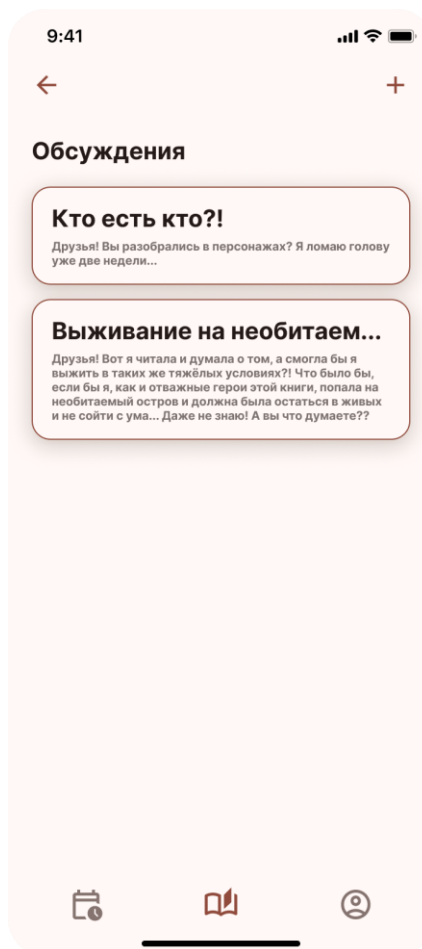 9:41
Обсуждения
Кто есть кто?!
Друзья! Вы разобрались в персонажах? Я ломаю голову
уже две недели...
Выживание на необитаем...
Друзья! Вот я читала и думала о том, а смогла бы я
выжить в таких же тяжёлых условиях?! Что было бы,
если бы я, как и отважные герои этой книги, попала на
необитаемый остров и должна была остаться в живых
и не сойти с ума... Даже не знаю! А вы что думаете??